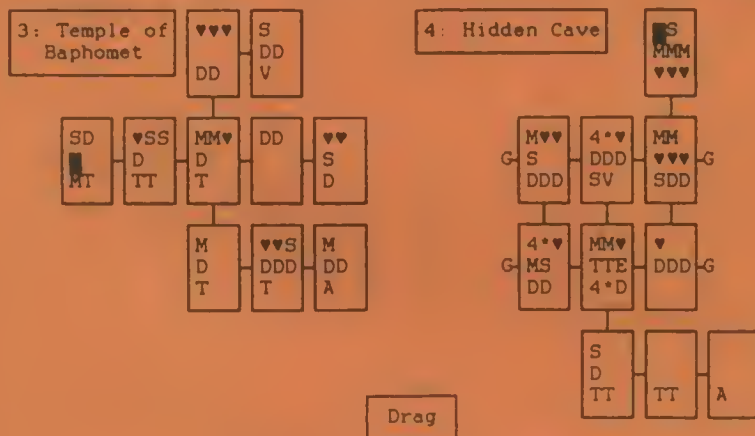 3: Temple of
Baphomet
♥♥♥
DD
S
DD
V
SD
█
MT
♥SS
D
TT
MM♥
D
T
DD
♥♥
S
D
M
D
T
♥♥S
DDD
T
M
DD
A
4: Hidden Cave
█S
MMM
♥♥♥
G
M♥♥
S
DDD
4*♥
DDD
SV
MM
♥♥♥
SDD
G
G
4*♥
MS
DD
MM♥
TTE
4*D
♥
DDD
G
S
D
TT
TT
A
Drag